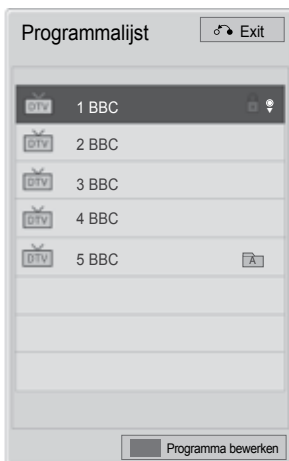 Programmalijst
Exit
DTV 1 BBC
DTV 2 BBC
DTV 3 BBC
DTV 4 BBC
DTV 5 BBC A
Programma bewerken